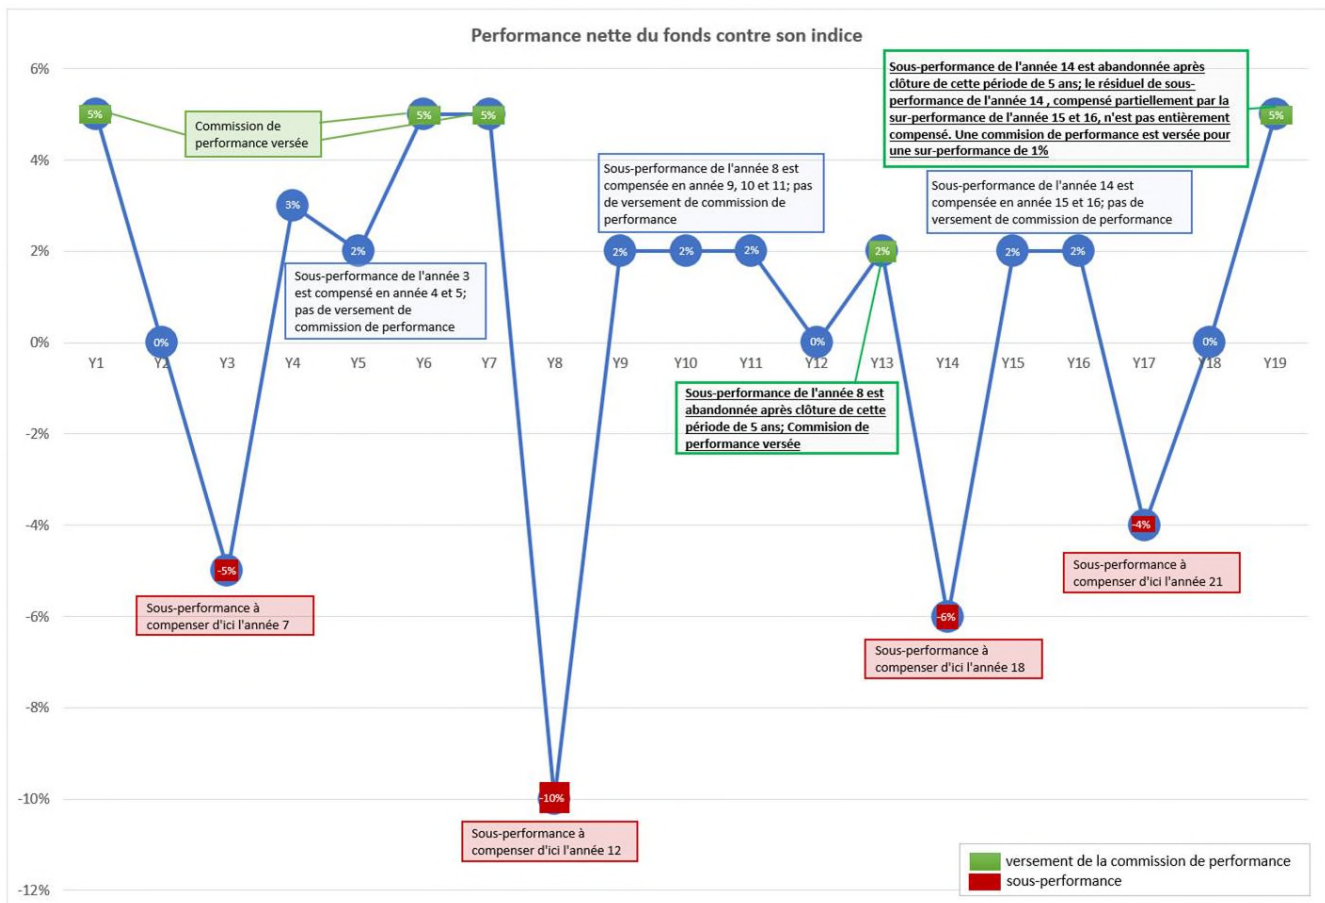 Performance nette du fonds contre son indice
6%
4%
2%
0%
-2%
-4%
-6%
-8%
-10%
-12%
Y1
Y2
Y3
Y4
Y5
Y6
Y7
Y8
Y9
Y10
Y11
Y12
Y13
Y14
Y15
Y16
Y17
Y18
Y19
5%
0%
-5%
3%
2%
5%
5%
-10%
2%
2%
2%
0%
2%
-6%
2%
2%
-4%
0%
5%
Commission de
performance versée
Sous-performance à
compenser d'ici l'année 7
Sous-performance de l'année 3
est compensé en année 4 et 5;
pas de versement de
commission de performance
Sous-performance à
compenser d'ici l'année 12
Sous-performance de l'année 8 est
compensée en année 9, 10 et 11; pas
de versement de commission de
performance
Sous-performance de l'année 8 est
abandonnée après clôture de cette
période de 5 ans; Commision de
performance versée
Sous-performance à
compenser d'ici l'année 18
Sous-performance de l'année 14 est
compensée en année 15 et 16; pas de
versement de commission de performance
Sous-performance à
compenser d'ici l'année 21
Sous-performance de l'année 14 est abandonnée après
clôture de cette période de 5 ans; le résiduel de sous-
performance de l'année 14 , compensé partiellement par la
sur-performance de l'année 15 et 16, n'est pas entièrement
compensé. Une commision de performance est versée pour
une sur-performance de 1%
versement de la commission de performance
sous-performance